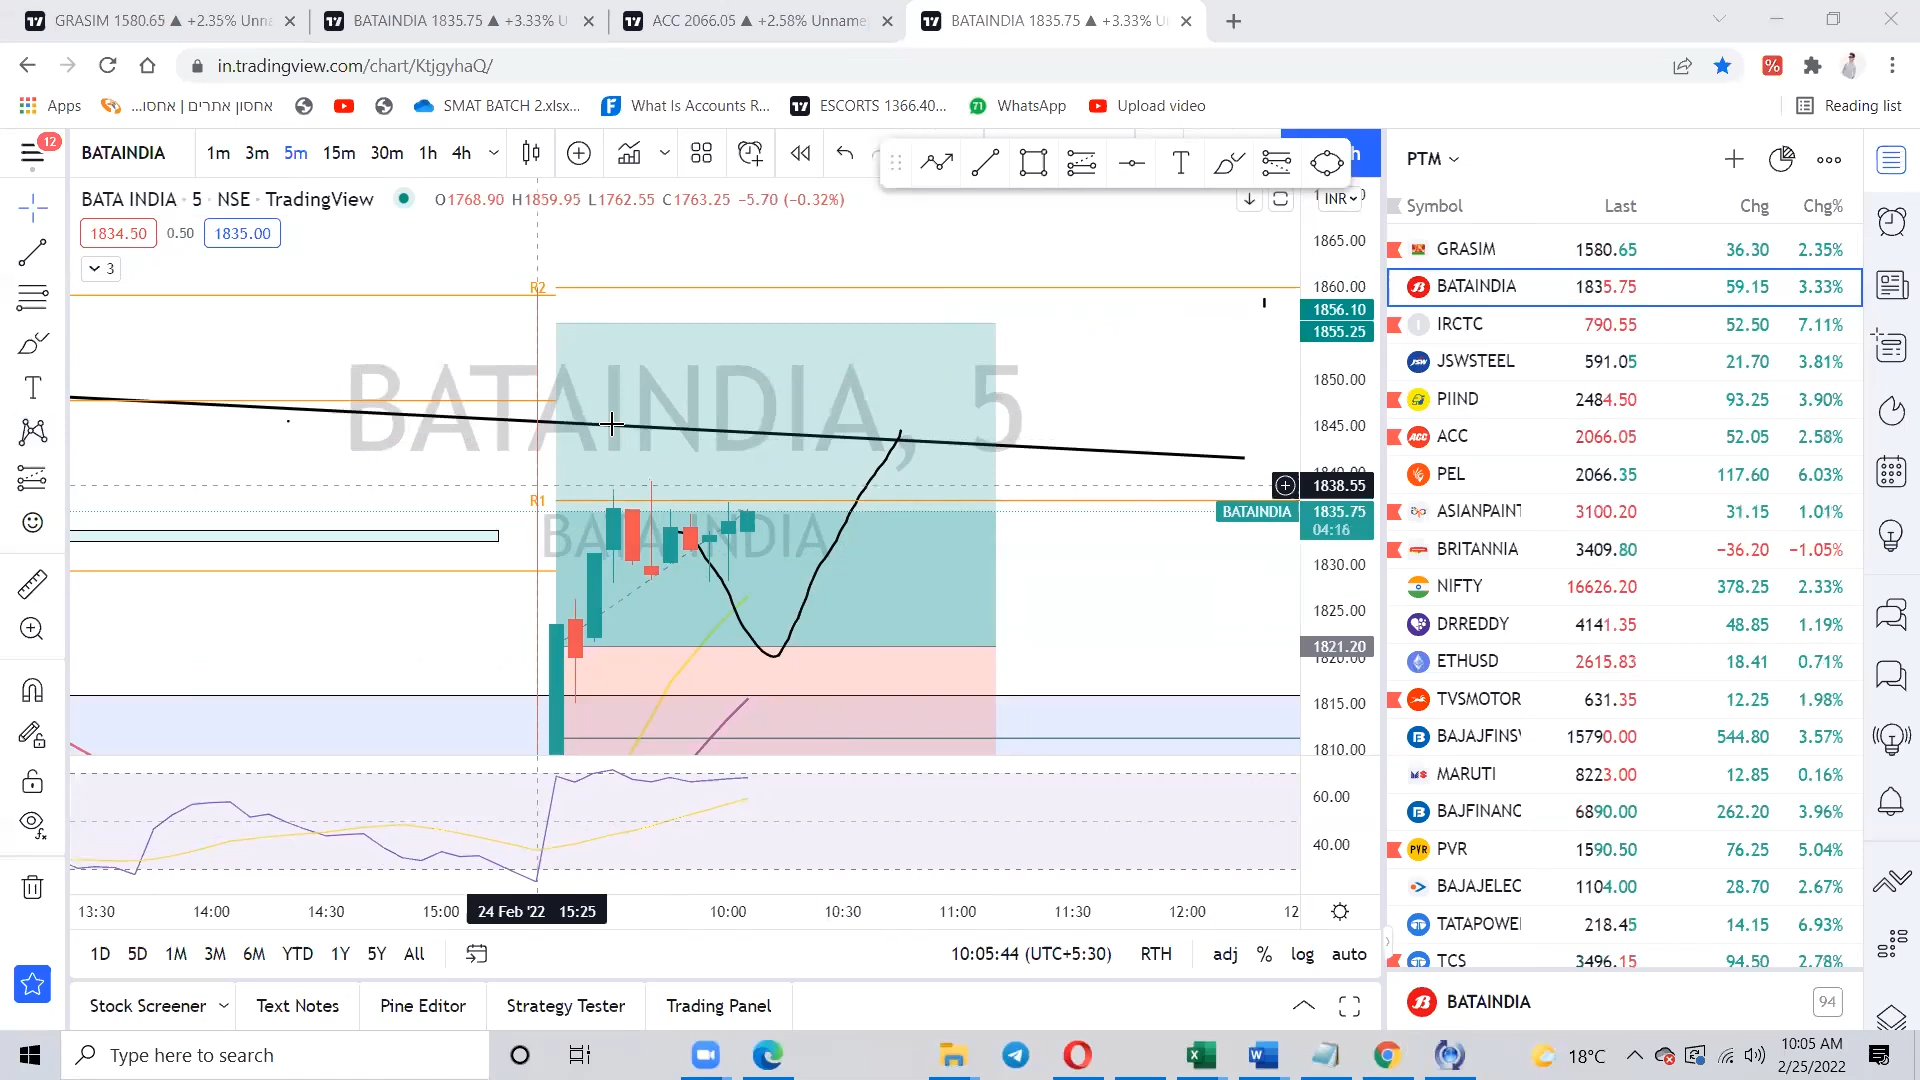 GRASIM 1580.65 ▲ +2.35% Unna
BATAINDIA 1835.75 ▲ +3.33% U
ACC 2066.05 ▲ +2.58% Unname
BATAINDIA 1835.75 ▲ +3.33% U
in.tradingview.com/chart/KtjgyhaQ/
Apps
אחסון אתרים | אחסו...
SMAT BATCH 2.xlsx...
What Is Accounts R...
ESCORTS 1366.40...
WhatsApp
Upload video
Reading list
12
BATAINDIA
1m 3m 5m 15m 30m 1h 4h
h
PTM
BATA INDIA · 5 · NSE · TradingView
O1768.90 H1859.95 L1762.55 C1763.25 −5.70 (−0.32%)
INR
1834.50
0.50
1835.00
3
Symbol Last Chg Chg%
GRASIM 1580.65 36.30 2.35%
BATAINDIA 1835.75 59.15 3.33%
IRCTC 790.55 52.50 7.11%
JSWSTEEL 591.05 21.70 3.81%
PIIND 2484.50 93.25 3.90%
ACC 2066.05 52.05 2.58%
PEL 2066.35 117.60 6.03%
ASIANPAINT 3100.20 31.15 1.01%
BRITANNIA 3409.80 −36.20 −1.05%
NIFTY 16626.20 378.25 2.33%
DRREDDY 4141.35 48.85 1.19%
ETHUSD 2615.83 18.41 0.71%
TVSMOTOR 631.35 12.25 1.98%
BAJAJFINSV 15790.00 544.80 3.57%
MARUTI 8223.00 12.85 0.16%
BAJFINANC 6890.00 262.20 3.96%
PVR 1590.50 76.25 5.04%
BAJAJELEC 1104.00 28.70 2.67%
TATAPOWE 218.45 14.15 6.93%
TCS 3496.15 94.50 2.78%
BATAINDIA
94
1865.00
1860.00
1856.10
1855.25
1850.00
1845.00
1840.00
1838.55
BATAINDIA 1835.75
04:16
1830.00
1825.00
1821.20
1820.00
1815.00
1810.00
60.00
40.00
R2
R1
BATAINDIA, 5
BATA INDIA
13:30 14:00 14:30 15:00 24 Feb '22 15:25 10:00 10:30 11:00 11:30 12:00 12
1D 5D 1M 3M 6M YTD 1Y 5Y All
10:05:44 (UTC+5:30) RTH adj % log auto
Stock Screener Text Notes Pine Editor Strategy Tester Trading Panel
Type here to search
18°C
10:05 AM
2/25/2022